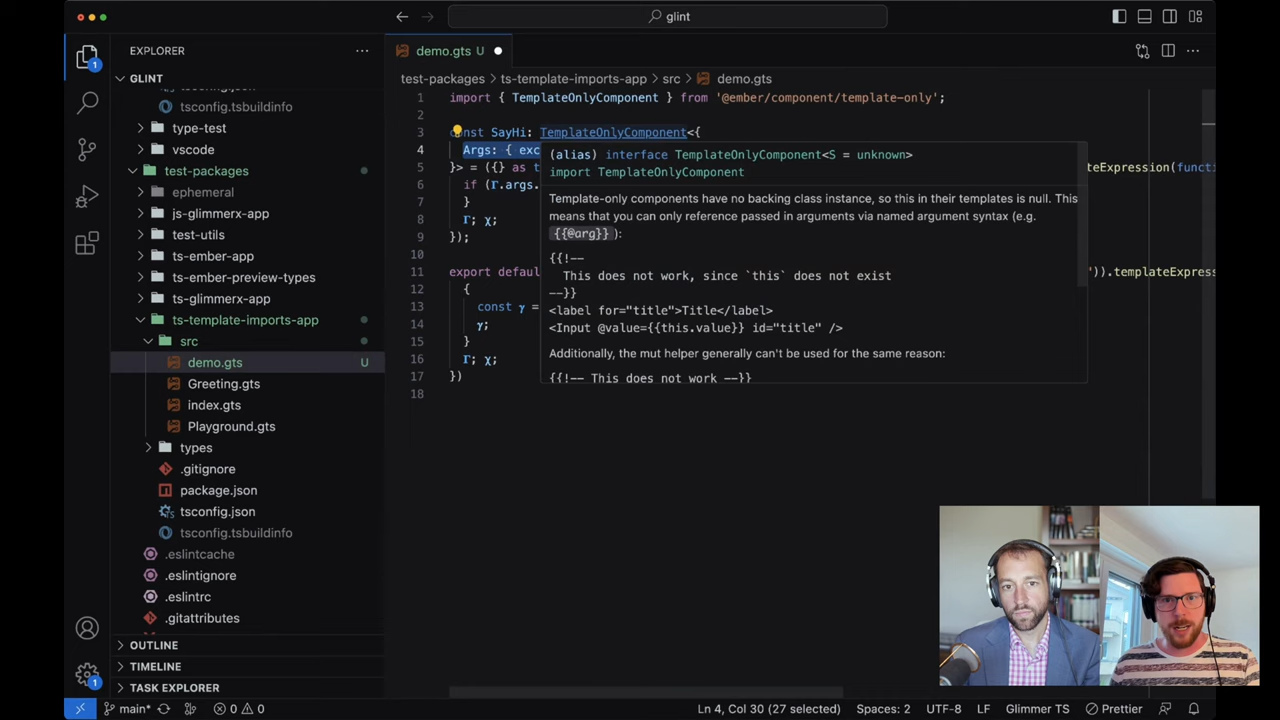 glint
EXPLORER
demo.gts U
GLINT
test-packages > ts-template-imports-app > src > demo.gts
tsconfig.tsbuildinfo
type-test
vscode
test-packages
ephemeral
js-glimmerx-app
test-utils
ts-ember-app
ts-ember-preview-types
ts-glimmerx-app
ts-template-imports-app
src
demo.gts U
Greeting.gts
index.gts
Playground.gts
types
.gitignore
package.json
tsconfig.json
tsconfig.tsbuildinfo
.eslintcache
.eslintignore
.eslintrc
.gitattributes
OUTLINE
TIMELINE
TASK EXPLORER
1
1
1 import { TemplateOnlyComponent } from '@ember/component/template-only';
2
3 nst SayHi: TemplateOnlyComponent<{
4 Args: { exc
5 }> = ({} as t
teExpression(functi
6 if (Γ.args.
7 }
8 Γ; χ;
9 });
10
11 export defaul
")).templateExpress
12 {
13 const γ =
14 γ;
15 }
16 Γ; χ;
17 })
18
(alias) interface TemplateOnlyComponent<S = unknown>
import TemplateOnlyComponent
Template-only components have no backing class instance, so this in their templates is null. This
means that you can only reference passed in arguments via named argument syntax (e.g.
{{@arg}} ):
{{!--
This does not work, since `this` does not exist
--}}
<label for="title">Title</label>
<Input @value={{this.value}} id="title" />
Additionally, the mut helper generally can't be used for the same reason:
{{!-- This does not work --}}
main* 0 0 Ln 4, Col 30 (27 selected) Spaces: 2 UTF-8 LF Glimmer TS Prettier